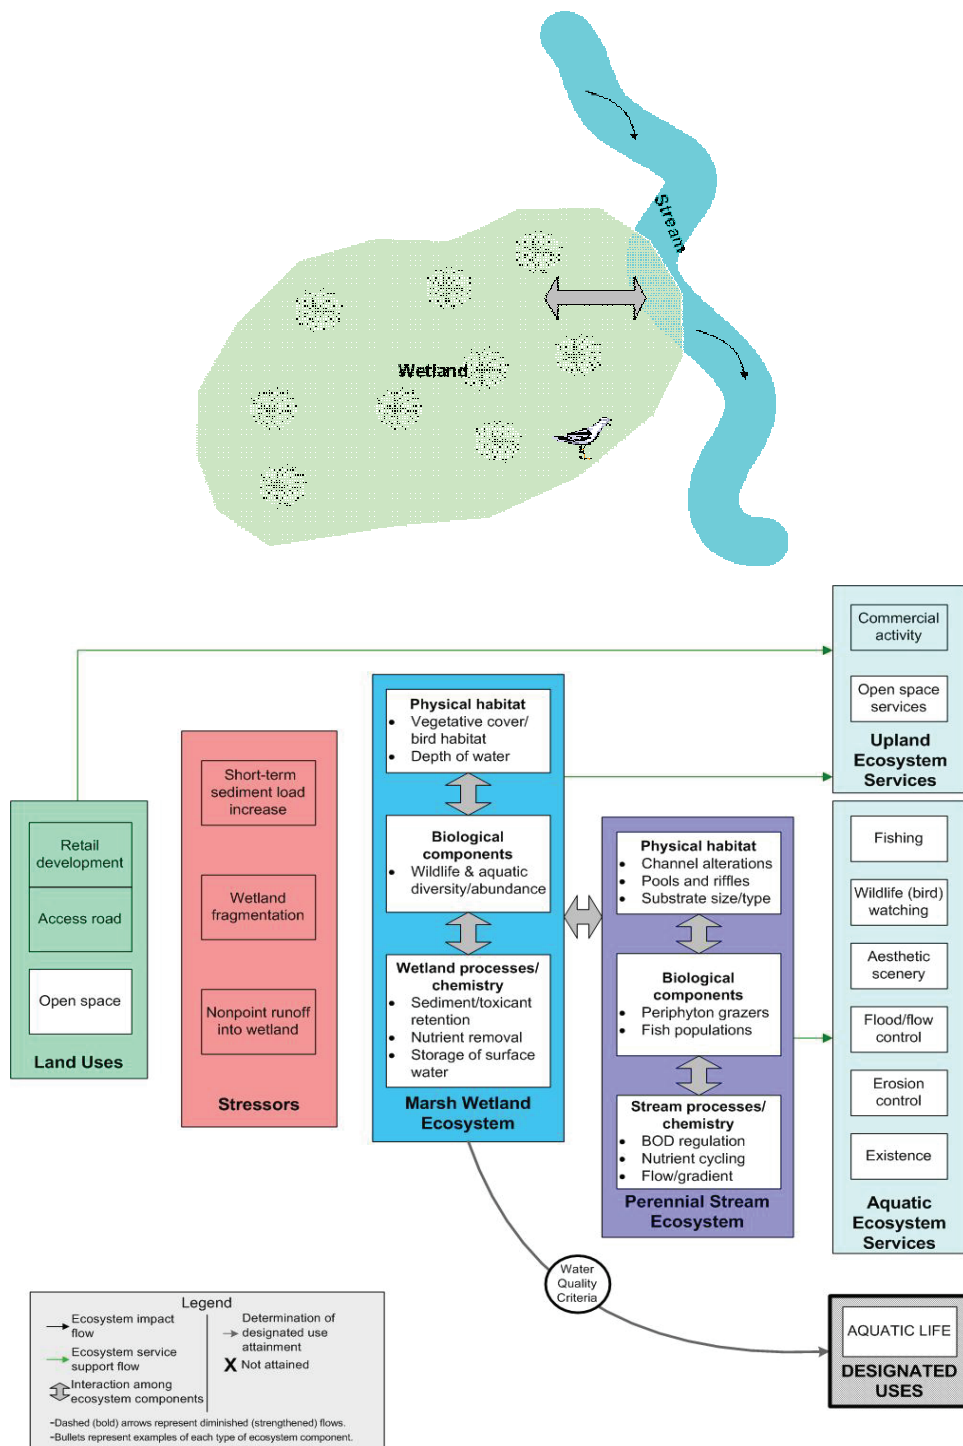 Stream
Wetland
Commercial
activity
Open space
services
Upland
Ecosystem
Services
Physical habitat
• Vegetative cover/
bird habitat
• Depth of water
Biological
components
• Wildlife & aquatic
diversity/abundance
Wetland processes/
chemistry
• Sediment/toxicant
retention
• Nutrient removal
• Storage of surface
water
Marsh Wetland
Ecosystem
Short-term
sediment load
increase
Wetland
fragmentation
Nonpoint runoff
into wetland
Stressors
Retail
development
Access road
Open space
Land Uses
Physical habitat
• Channel alterations
• Pools and riffles
• Substrate size/type
Biological
components
• Periphyton grazers
• Fish populations
Stream processes/
chemistry
• BOD regulation
• Nutrient cycling
• Flow/gradient
Perennial Stream
Ecosystem
Fishing
Wildlife (bird)
watching
Aesthetic
scenery
Flood/flow
control
Erosion
control
Existence
Aquatic
Ecosystem
Services
Water
Quality
Criteria
AQUATIC LIFE
DESIGNATED
USES
Legend
Ecosystem impact
flow
Ecosystem service
support flow
Interaction among
ecosystem components
Determination of
designated use
attainment
X Not attained
-Dashed (bold) arrows represent diminished (strengthened) flows.
-Bullets represent examples of each type of ecosystem component.